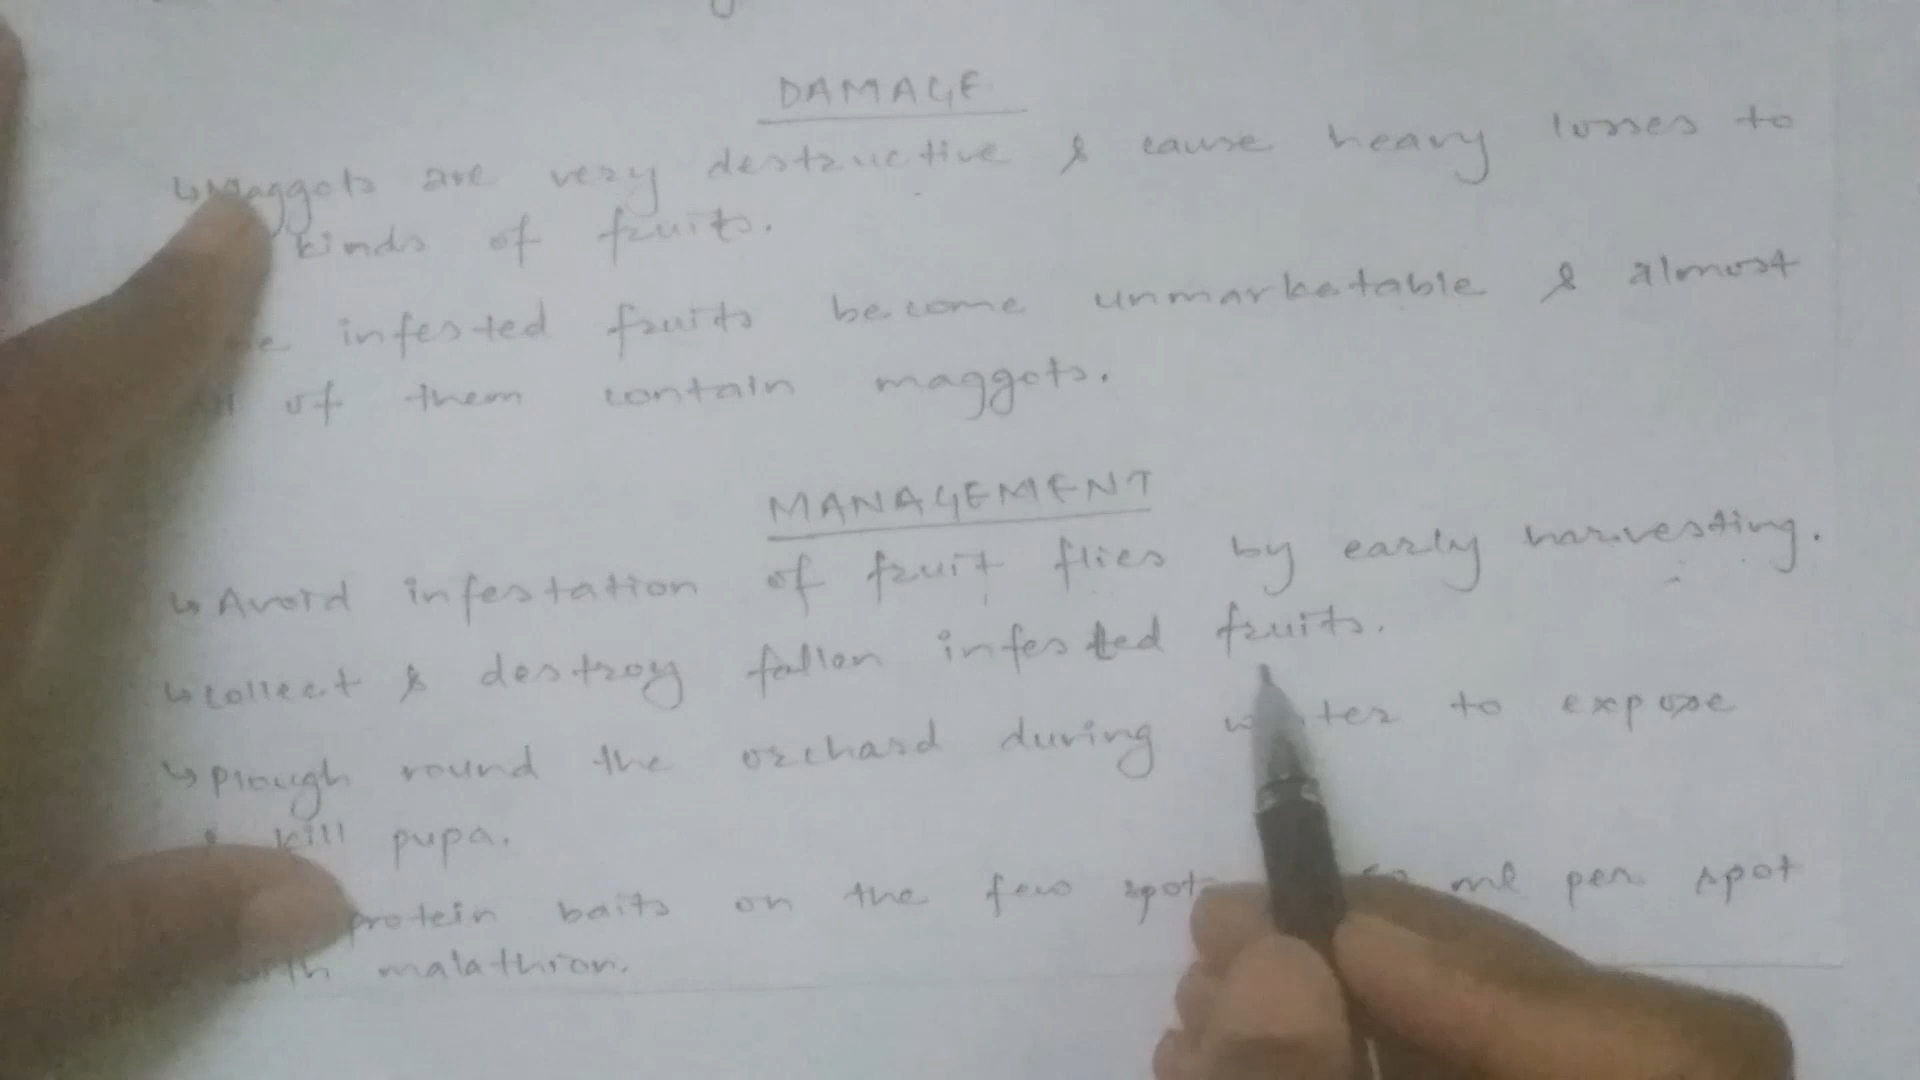 DAMAGE
↳ Maggots are very destructive & cause heavy losses to
kinds of fruits.
infested fruits become unmarketable & almost
of them contain maggots.
MANAGEMENT
↳ Avoid infestation of fruit flies by early harvesting.
↳ collect & destroy fallen infested fruits.
↳ Plough round the orchard during to expose
& kill pupa.
protein baits on the few spot ml per spot
with malathion.